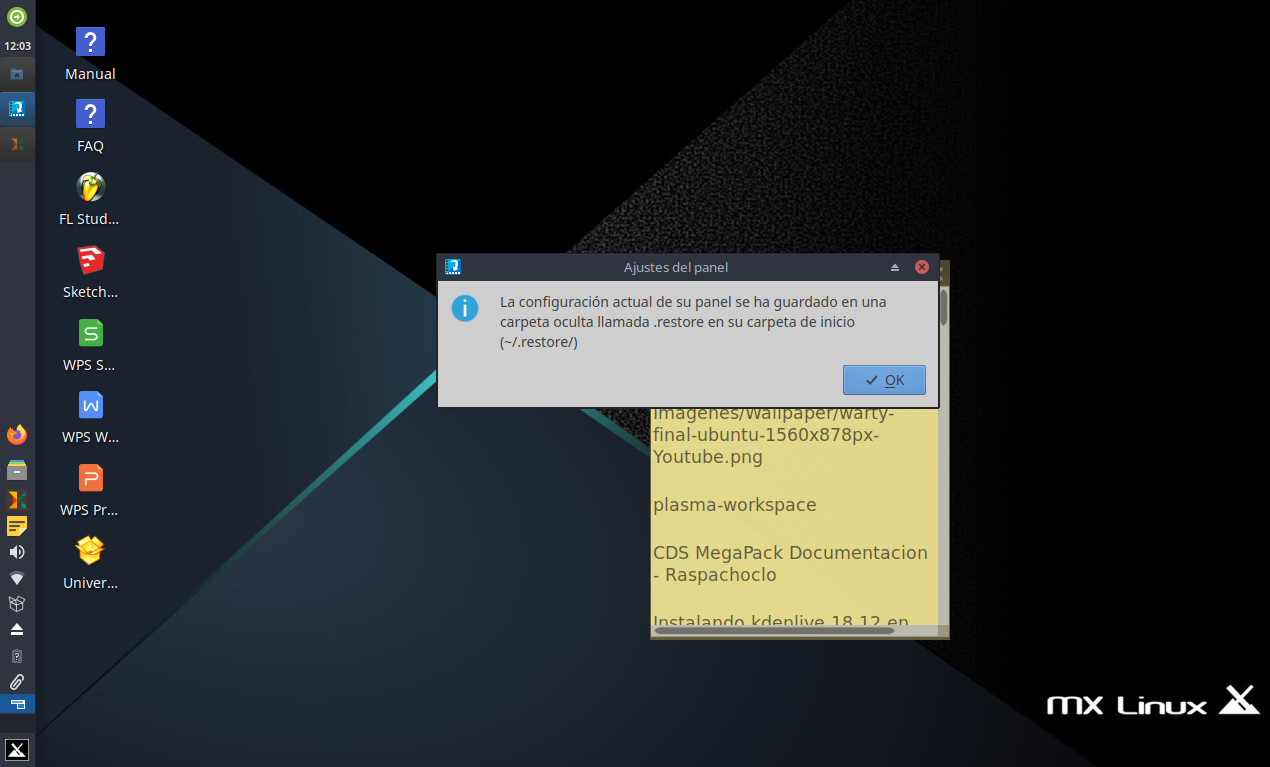 12:03
Manual
FAQ
FL Stud...
Sketch...
WPS S...
WPS W...
WPS Pr...
Univer...
Ajustes del panel
La configuración actual de su panel se ha guardado en una
carpeta oculta llamada .restore en su carpeta de inicio
(~/.restore/)
OK
Imágenes/Wallpaper/warty-
final-ubuntu-1560x878px-
Youtube.png
plasma-workspace
CDS MegaPack Documentacion
- Raspachoclo
Instalando kdenlive 18.12 en
mx Linux